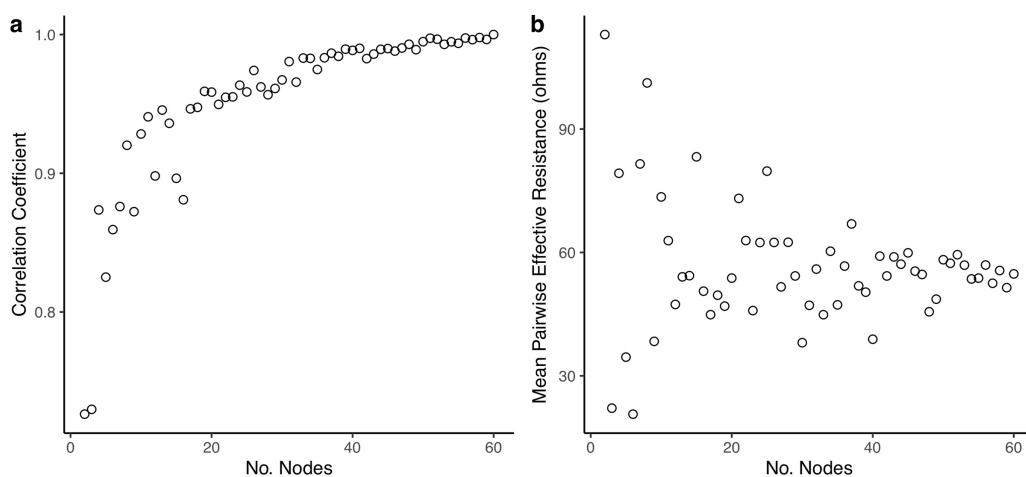 a
Correlation Coefficient
1.0
0.9
0.8
0
20
40
60
No. Nodes
b
Mean Pairwise Effective Resistance (ohms)
90
60
30
0
20
40
60
No. Nodes